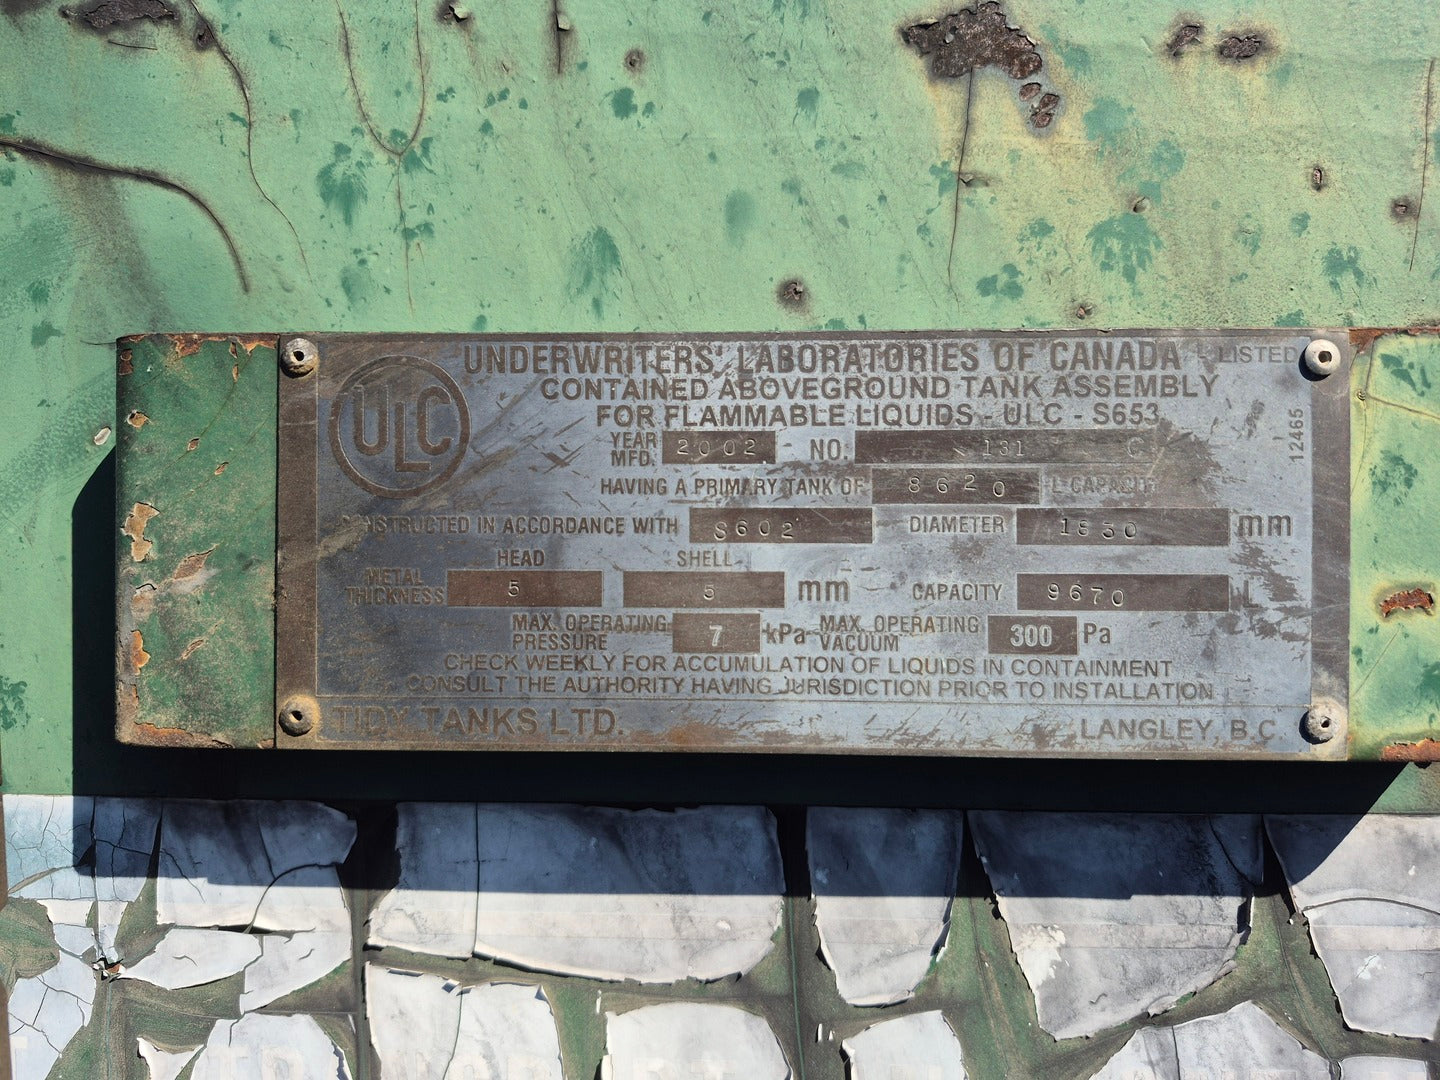 UNDERWRITERS' LABORATORIES OF CANADA LISTED
CONTAINED ABOVEGROUND TANK ASSEMBLY
FOR FLAMMABLE LIQUIDS - ULC - S653
ULC
YEAR MFD. 2002 NO. 131 C
12465
HAVING A PRIMARY TANK OF 8620 L CAPACITY
CONSTRUCTED IN ACCORDANCE WITH S602 DIAMETER 1830 mm
HEAD SHELL
METAL THICKNESS 5 5 mm CAPACITY 9670 L
MAX. OPERATING PRESSURE 7 kPa MAX. OPERATING VACUUM 300 Pa
CHECK WEEKLY FOR ACCUMULATION OF LIQUIDS IN CONTAINMENT
CONSULT THE AUTHORITY HAVING JURISDICTION PRIOR TO INSTALLATION
TIDY TANKS LTD. LANGLEY, B.C.